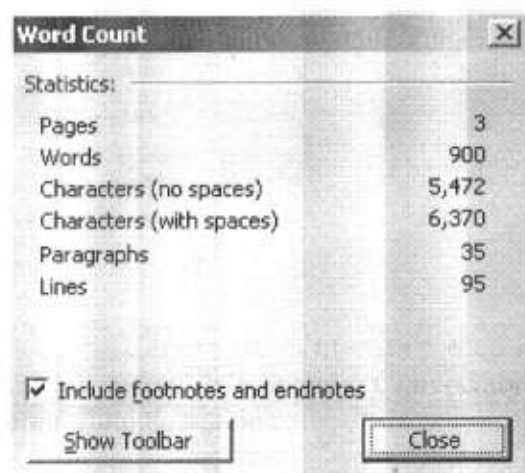 Word Count
Statistics:
Pages 3
Words 900
Characters (no spaces) 5,472
Characters (with spaces) 6,370
Paragraphs 35
Lines 95
Include footnotes and endnotes
Show Toolbar Close